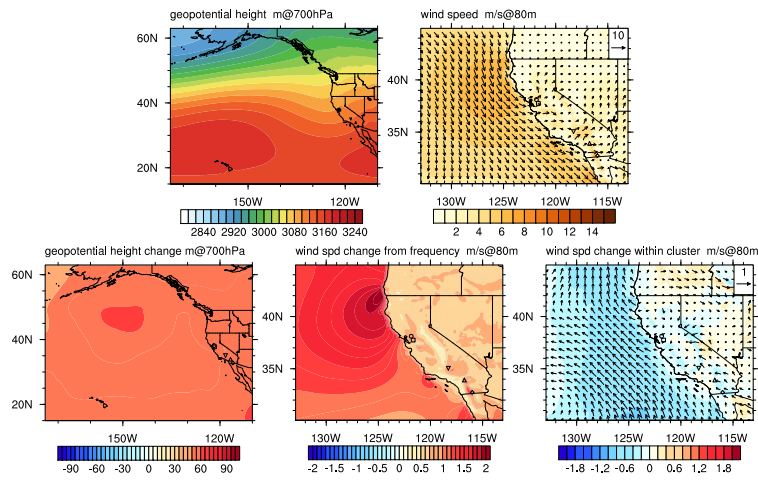 geopotential height m@700hPa
wind speed m/s@80m
60N
40N
20N
150W
120W
2840 2920 3000 3080 3160 3240
10
40N
35N
130W 125W 120W 115W
2 4 6 8 10 12 14
geopotential height change m@700hPa
wind spd change from frequency m/s@80m
wind spd change within cluster m/s@80m
60N
40N
20N
150W
120W
-90 -60 -30 0 30 60 90
40N
35N
130W 125W 120W 115W
-2 -1.5 -1 -0.5 0 0.5 1 1.5 2
1
40N
35N
130W 125W 120W 115W
-1.8 -1.2 -0.6 0 0.6 1.2 1.8